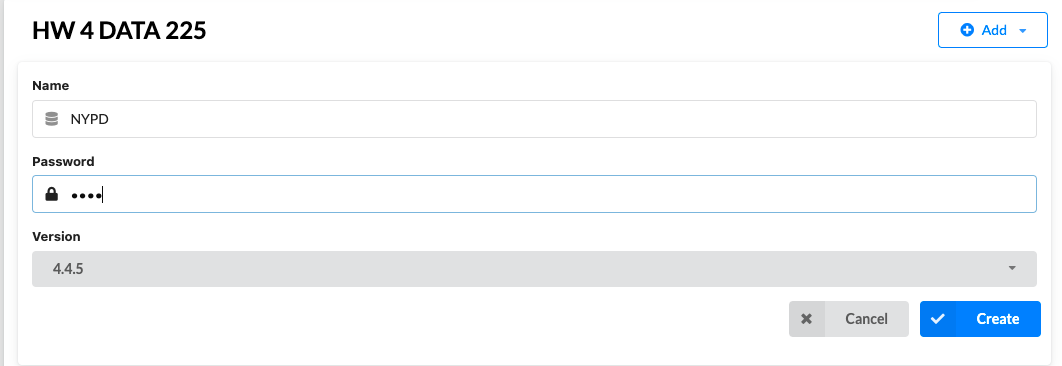 HW 4 DATA 225
Add
Name
NYPD
Password
••••
Version
4.4.5
Cancel
Create